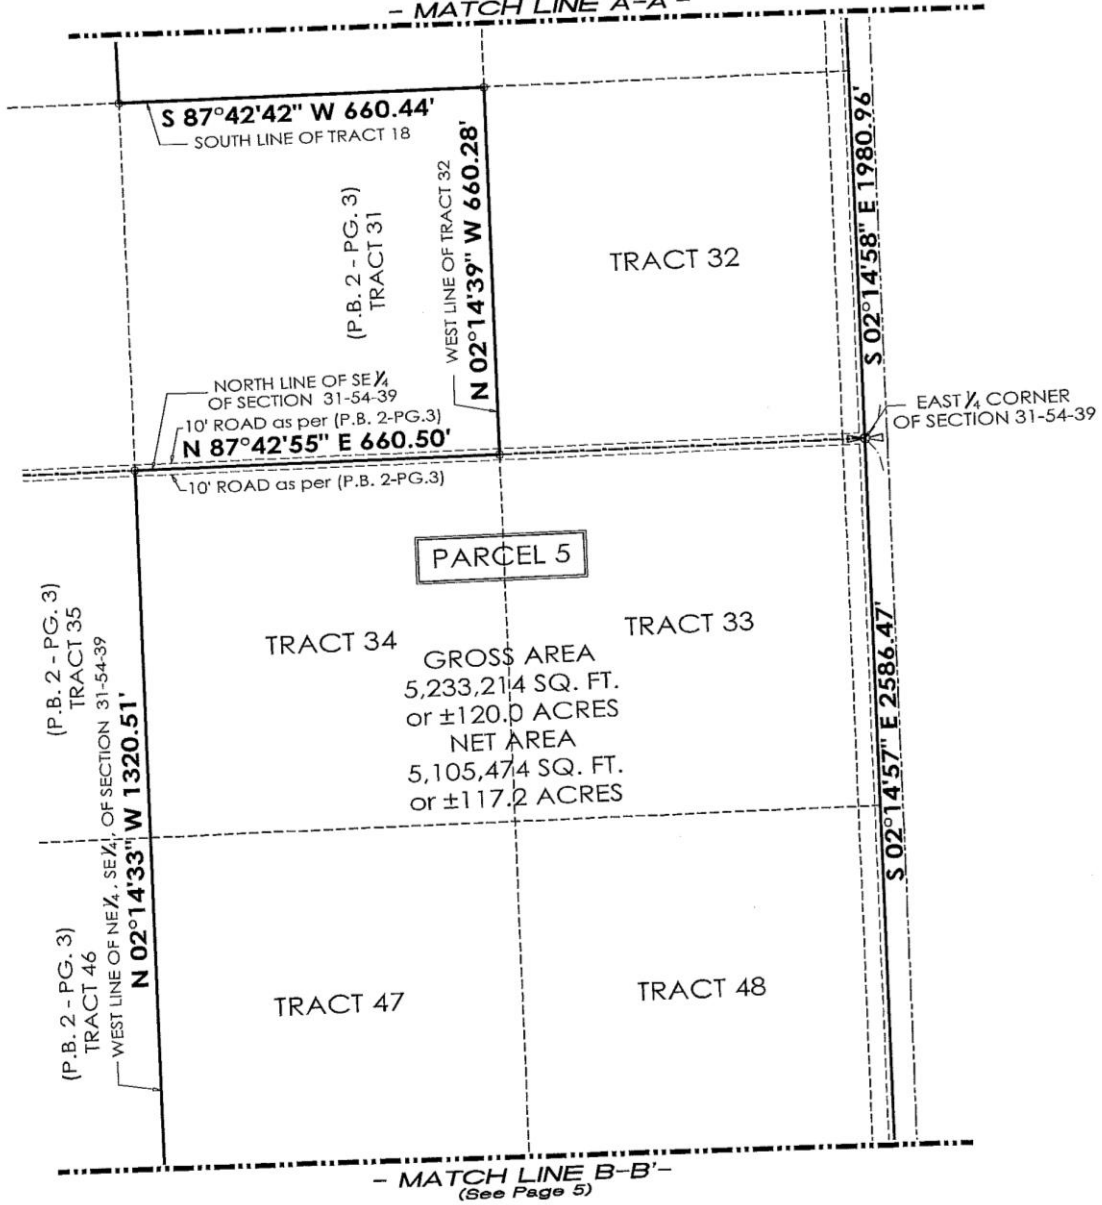 - MATCH LINE A-A'-
S 87°42'42" W 660.44'
SOUTH LINE OF TRACT 18
(P.B. 2 - PG. 3)
TRACT 31
WEST LINE OF TRACT 32
N 02°14'39" W 660.28'
TRACT 32
S 02°14'58" E 1980.96'
NORTH LINE OF SE 1/4
OF SECTION 31-54-39
10' ROAD as per (P.B. 2-PG.3)
N 87°42'55" E 660.50'
10' ROAD as per (P.B. 2-PG.3)
EAST 1/4 CORNER
OF SECTION 31-54-39
PARCEL 5
(P.B. 2 - PG. 3)
TRACT 35
TRACT 34
TRACT 33
GROSS AREA
5,233,214 SQ. FT.
or ±120.0 ACRES
NET AREA
5,105,474 SQ. FT.
or ±117.2 ACRES
WEST LINE OF NE 1/4, SE 1/4, OF SECTION 31-54-39
N 02°14'33" W 1320.51'
S 02°14'57" E 2586.47'
(P.B. 2 - PG. 3)
TRACT 46
TRACT 47
TRACT 48
- MATCH LINE B-B'-
(See Page 5)